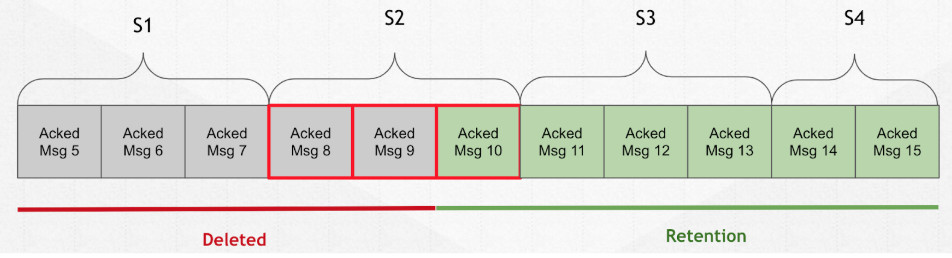 S1
S2
S3
S4
Acked
Msg 5
Acked
Msg 6
Acked
Msg 7
Acked
Msg 8
Acked
Msg 9
Acked
Msg 10
Acked
Msg 11
Acked
Msg 12
Acked
Msg 13
Acked
Msg 14
Acked
Msg 15
Deleted
Retention